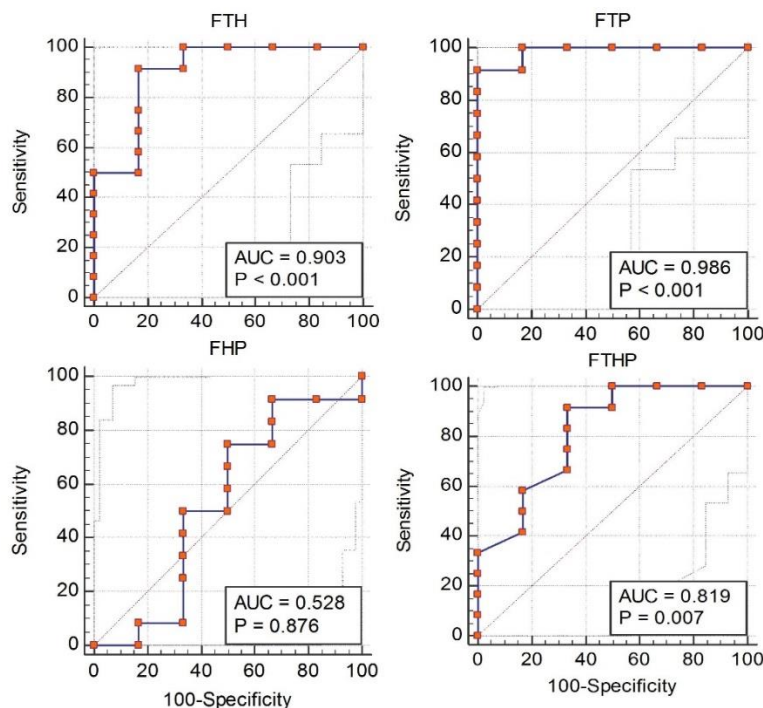 FTH
100
80
60
40
20
0
Sensitivity
AUC = 0.903
P < 0.001
0 20 40 60 80 100
FTP
100
80
60
40
20
0
Sensitivity
AUC = 0.986
P < 0.001
0 20 40 60 80 100
FHP
100
80
60
40
20
0
Sensitivity
AUC = 0.528
P = 0.876
0 20 40 60 80 100
100-Specificity
FTHP
100
80
60
40
20
0
Sensitivity
AUC = 0.819
P = 0.007
0 20 40 60 80 100
100-Specificity